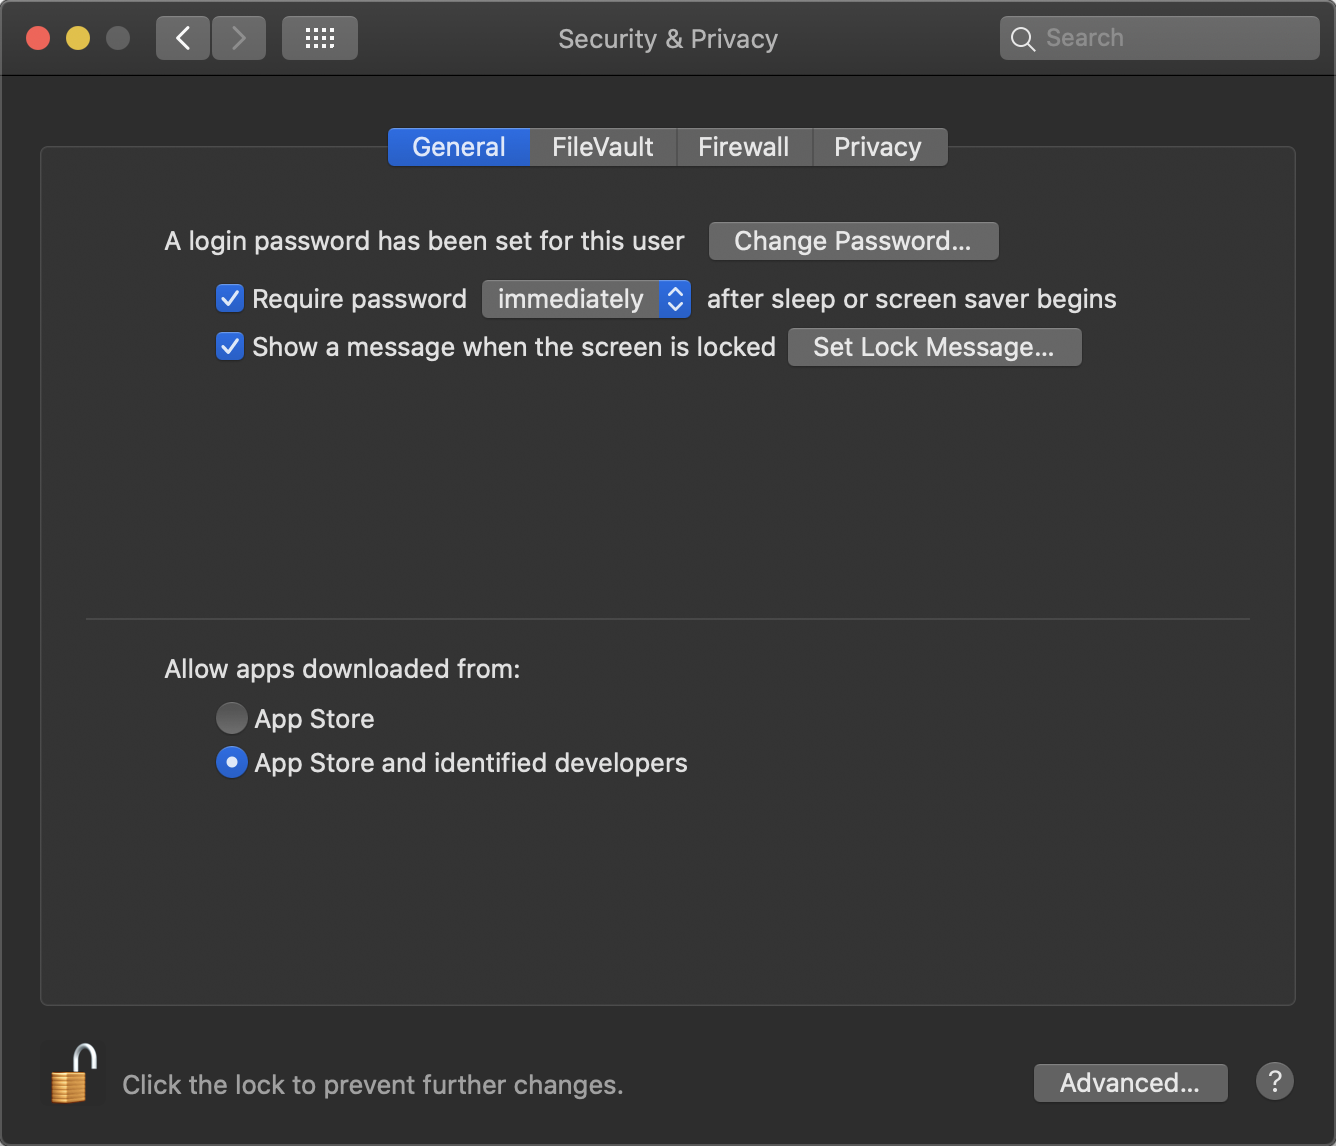 Security & Privacy
Search
General
FileVault
Firewall
Privacy
A login password has been set for this user
Change Password...
Require password immediately after sleep or screen saver begins
Show a message when the screen is locked
Set Lock Message...
Allow apps downloaded from:
App Store
App Store and identified developers
Click the lock to prevent further changes.
Advanced...
?